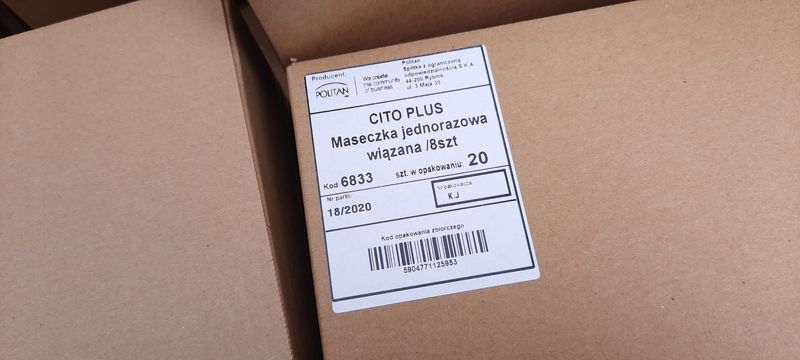 Producent:
POLITAN
We create
the community
of business
Politan
Spółka z ograniczoną
odpowiedzialnością S.K.A.
44-200 Rybnik,
ul. 3 Maja 30
CITO PLUS
Maseczka jednorazowa
wiązana /8szt
Kod 6833 szt. w opakowaniu: 20
Nr partii:
18/2020
Nr pakowacza
K.J
Kod opakowania zbiorczego
5904771125953